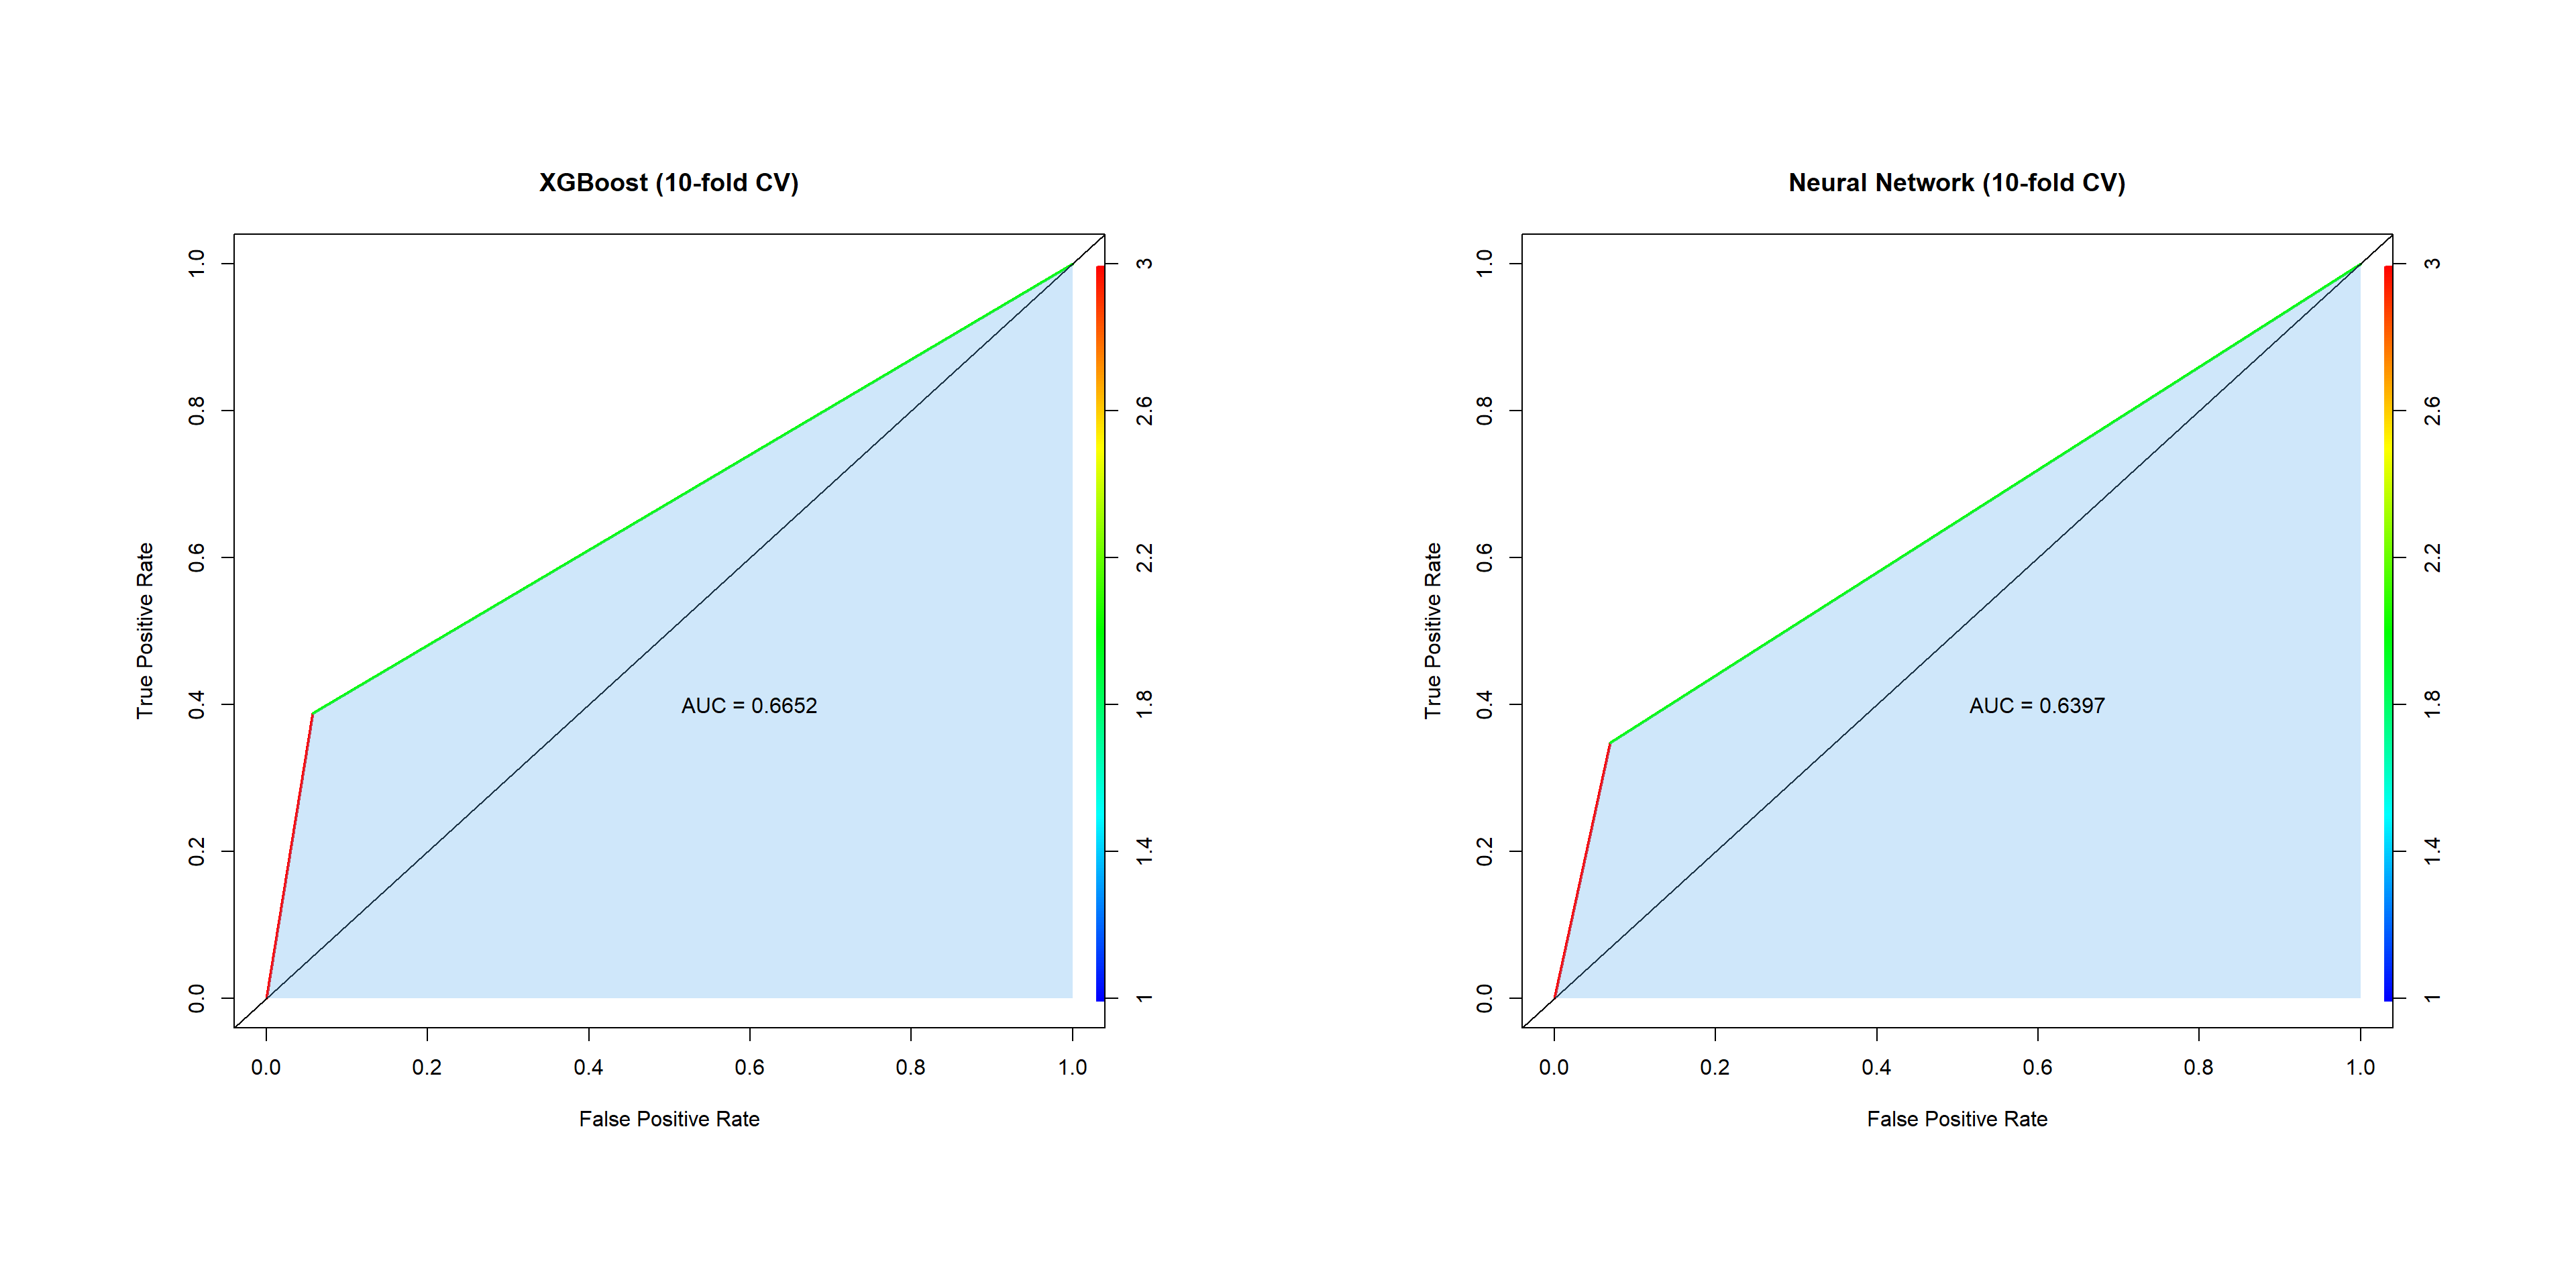 XGBoost (10-fold CV)
True Positive Rate
1.0
0.8
0.6
0.4
0.2
0.0
AUC = 0.6652
3
2.6
2.2
1.8
1.4
1
0.0 0.2 0.4 0.6 0.8 1.0
False Positive Rate
Neural Network (10-fold CV)
True Positive Rate
1.0
0.8
0.6
0.4
0.2
0.0
AUC = 0.6397
3
2.6
2.2
1.8
1.4
1
0.0 0.2 0.4 0.6 0.8 1.0
False Positive Rate